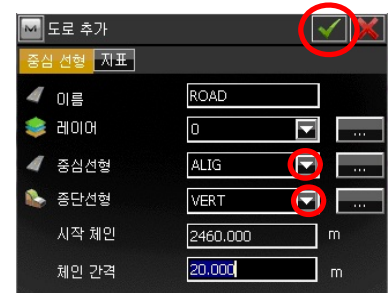 도로 추가
중심 선형 지표
이름 ROAD
레이어 0 ...
중심선형 ALIG ...
종단선형 VERT ...
시작 체인 2460.000 m
체인 간격 20.000 m